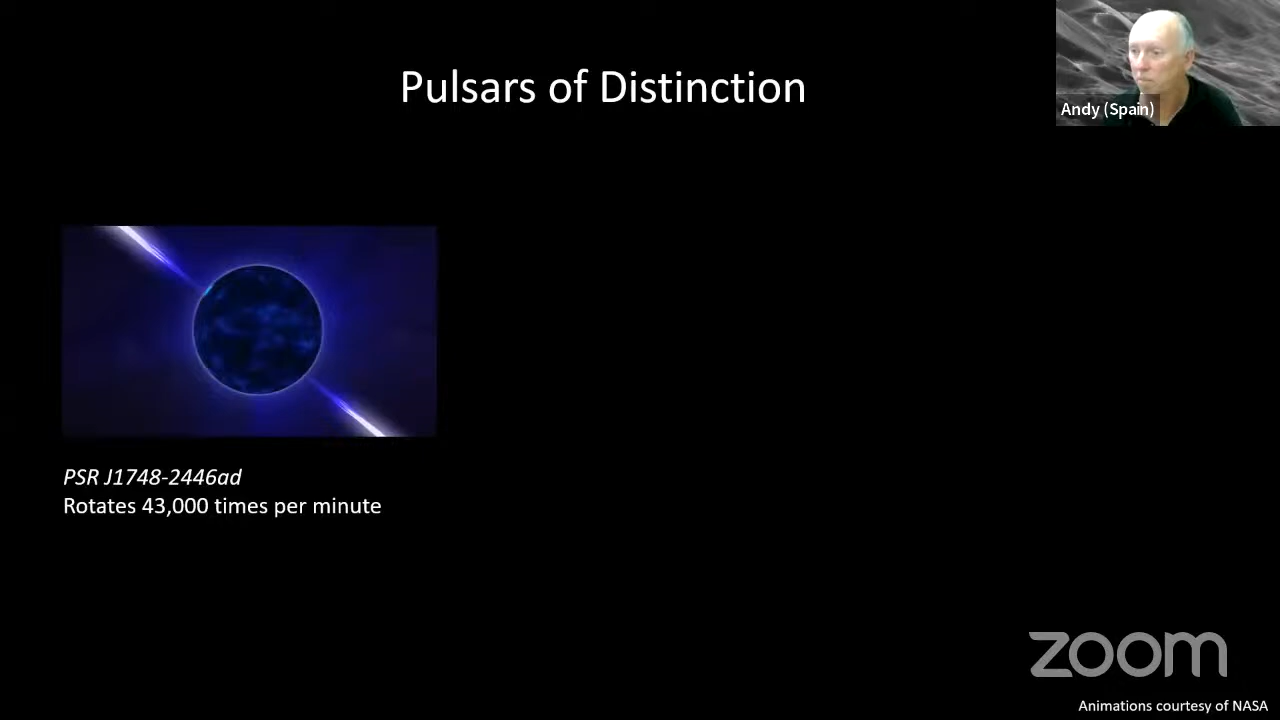 Pulsars of Distinction
Andy (Spain)
PSR J1748-2446ad
Rotates 43,000 times per minute
zoom
Animations courtesy of NASA